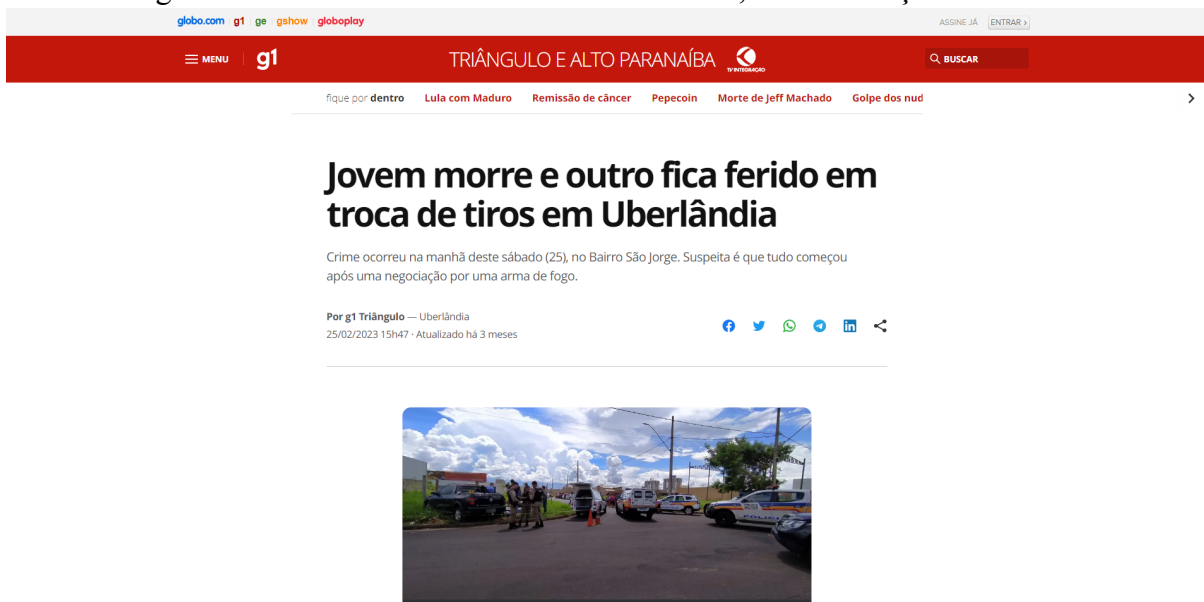 globo.com g1 ge gshow globoplay
ASSINE JÁ ENTRAR ›
MENU g1 TRIÂNGULO E ALTO PARANAÍBA TV INTEGRAÇÃO BUSCAR
fique por dentro Lula com Maduro Remissão de câncer Pepecoin Morte de Jeff Machado Golpe dos nud
Jovem morre e outro fica ferido em
troca de tiros em Uberlândia
Crime ocorreu na manhã deste sábado (25), no Bairro São Jorge. Suspeita é que tudo começou
após uma negociação por uma arma de fogo.
Por g1 Triângulo — Uberlândia
25/02/2023 15h47 · Atualizado há 3 meses
POLICIA